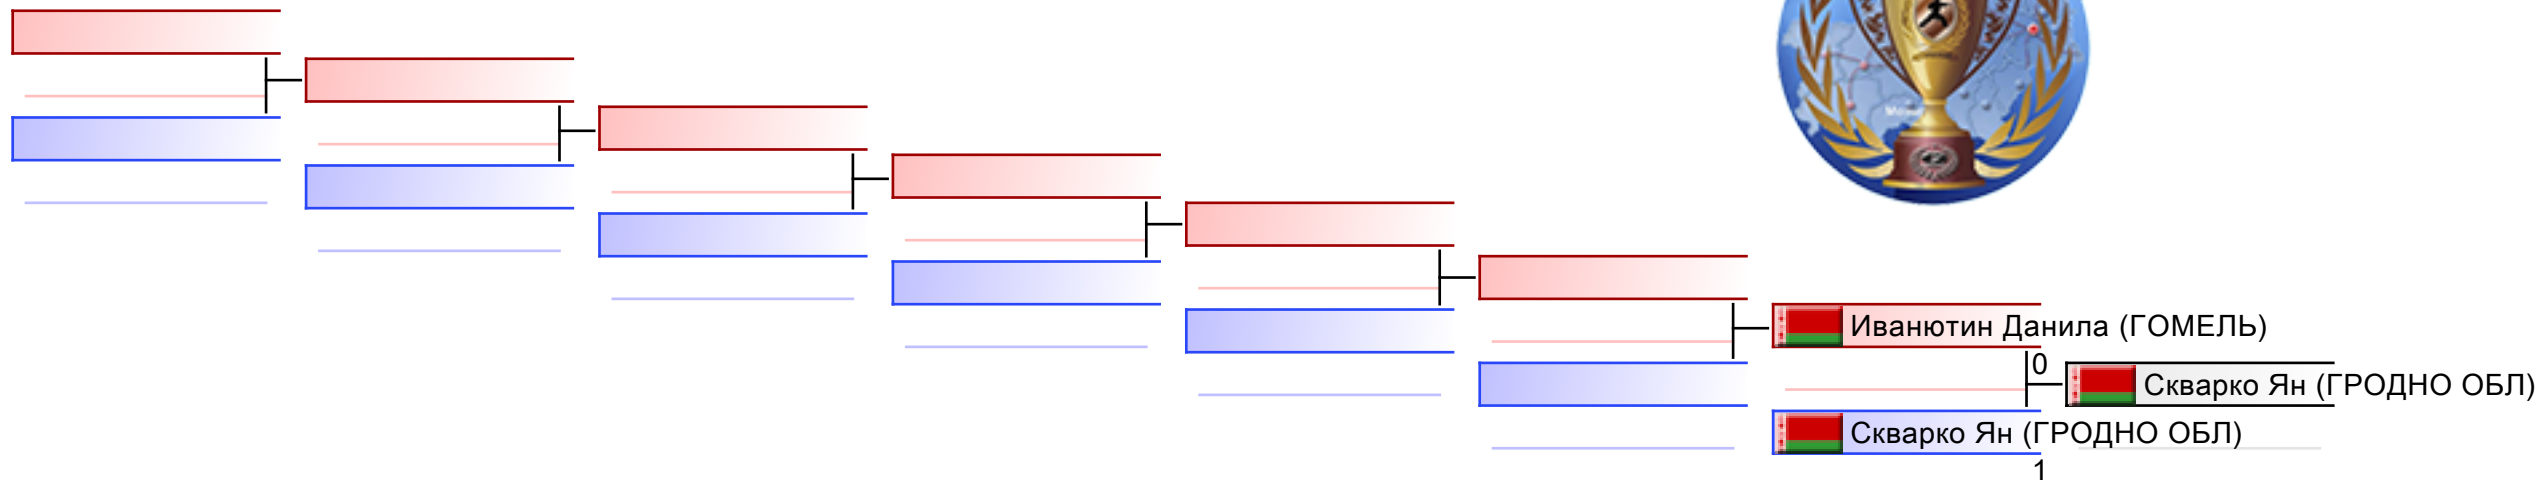 Иванютин Данила (ГОМЕЛЬ)
0
Скварко Ян (ГРОДНО ОБЛ)
Скварко Ян (ГРОДНО ОБЛ)
1